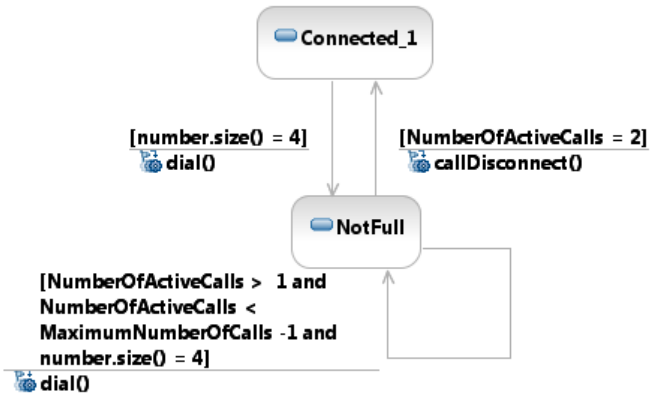 Connected_1
[number.size() = 4]
dial()
[NumberOfActiveCalls = 2]
callDisconnect()
NotFull
[NumberOfActiveCalls > 1 and
NumberOfActiveCalls <
MaximumNumberOfCalls -1 and
number.size() = 4]
dial()